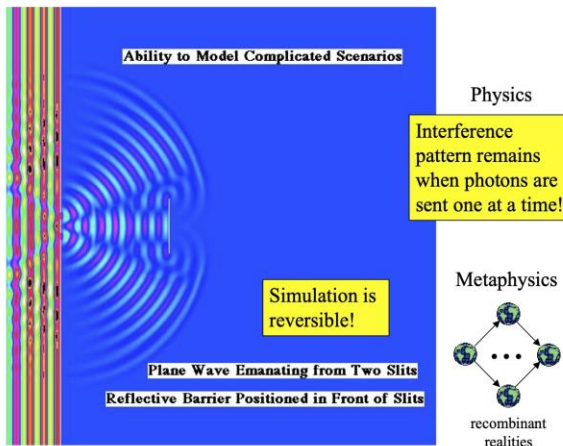 Ability to Model Complicated Scenarios
Physics
Interference
pattern remains
when photons are
sent one at a time!
Simulation is
reversible!
Metaphysics
Plane Wave Emanating from Two Slits
Reflective Barrier Positioned in Front of Slits
recombinant
realities